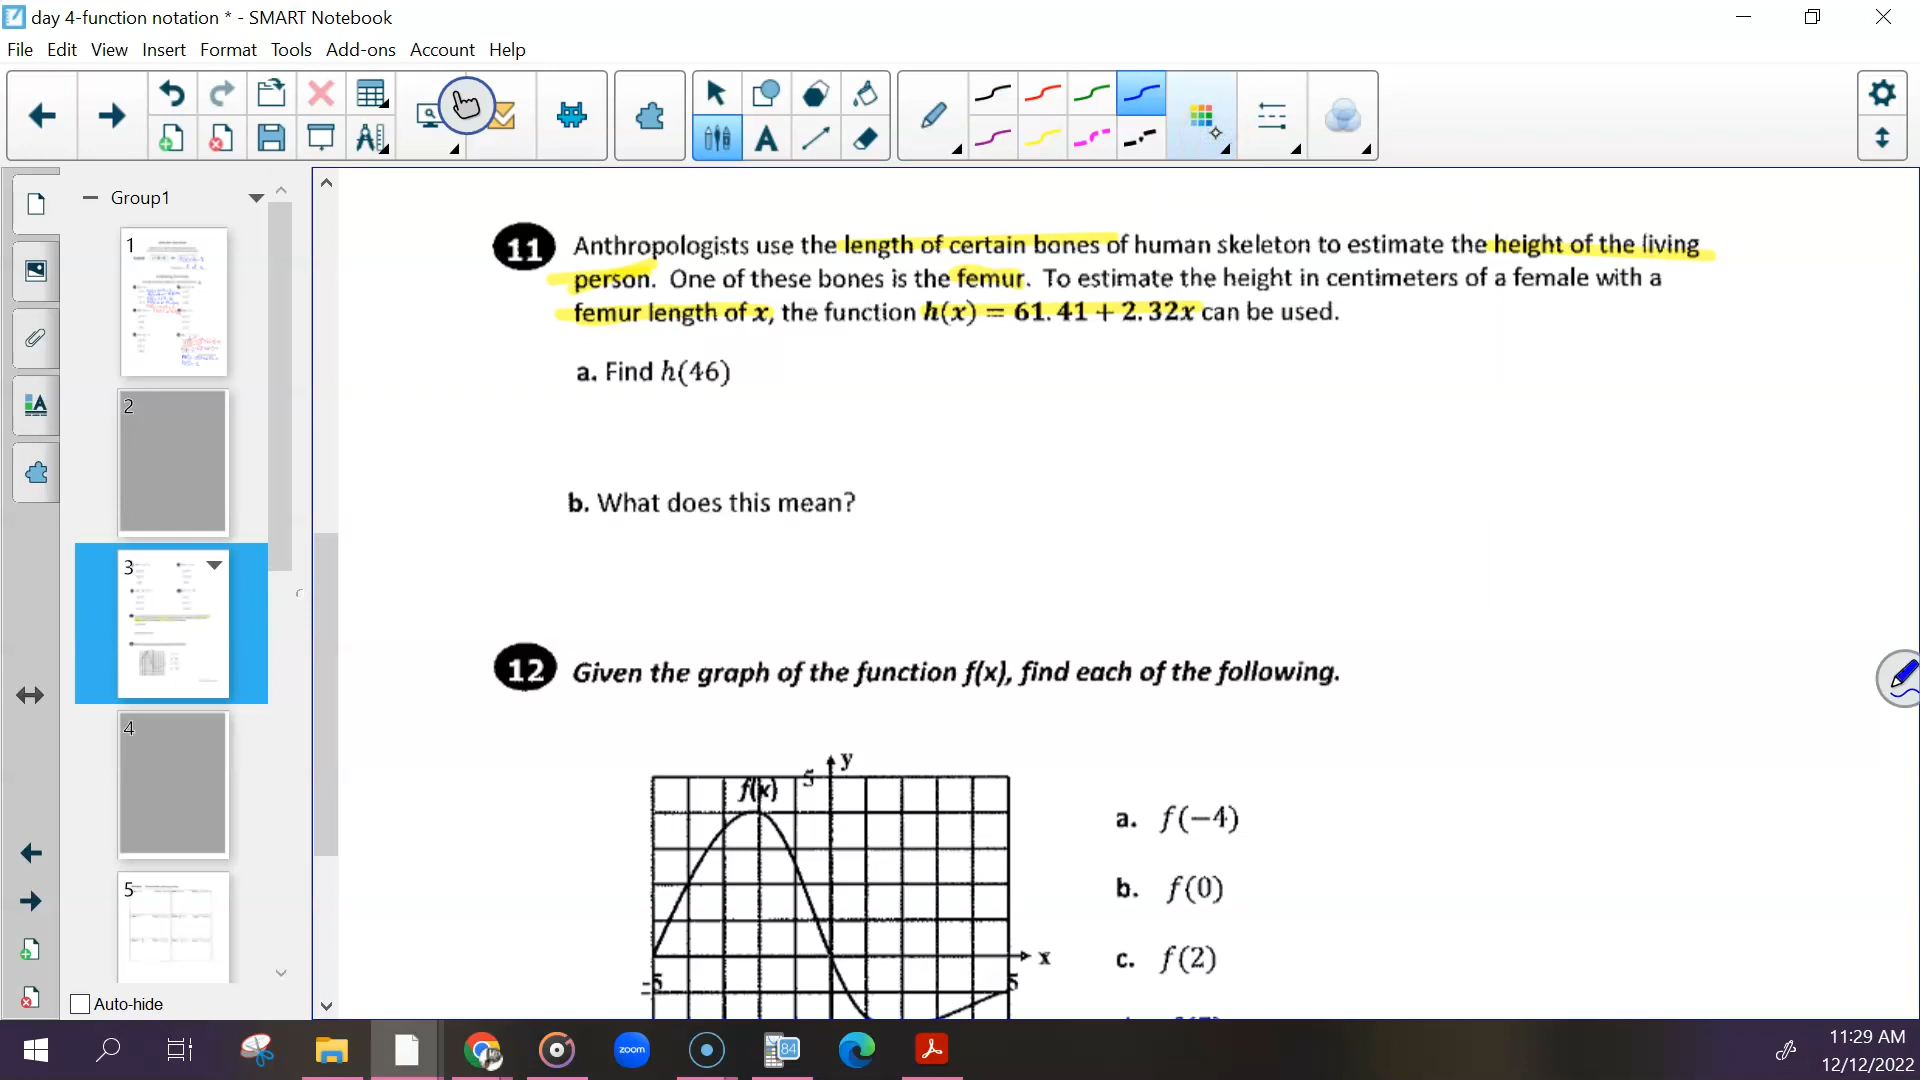 day 4-function notation * - SMART Notebook
File Edit View Insert Format Tools Add-ons Account Help
Group1
1
2
3
4
5
Auto-hide
11 Anthropologists use the length of certain bones of human skeleton to estimate the height of the living
person. One of these bones is the femur. To estimate the height in centimeters of a female with a
femur length of x, the function h(x) = 61.41 + 2.32x can be used.
a. Find h(46)
b. What does this mean?
12 Given the graph of the function f(x), find each of the following.
y
5
f(x)
x
-5
5
a. f(−4)
b. f(0)
c. f(2)
zoom
84
11:29 AM
12/12/2022